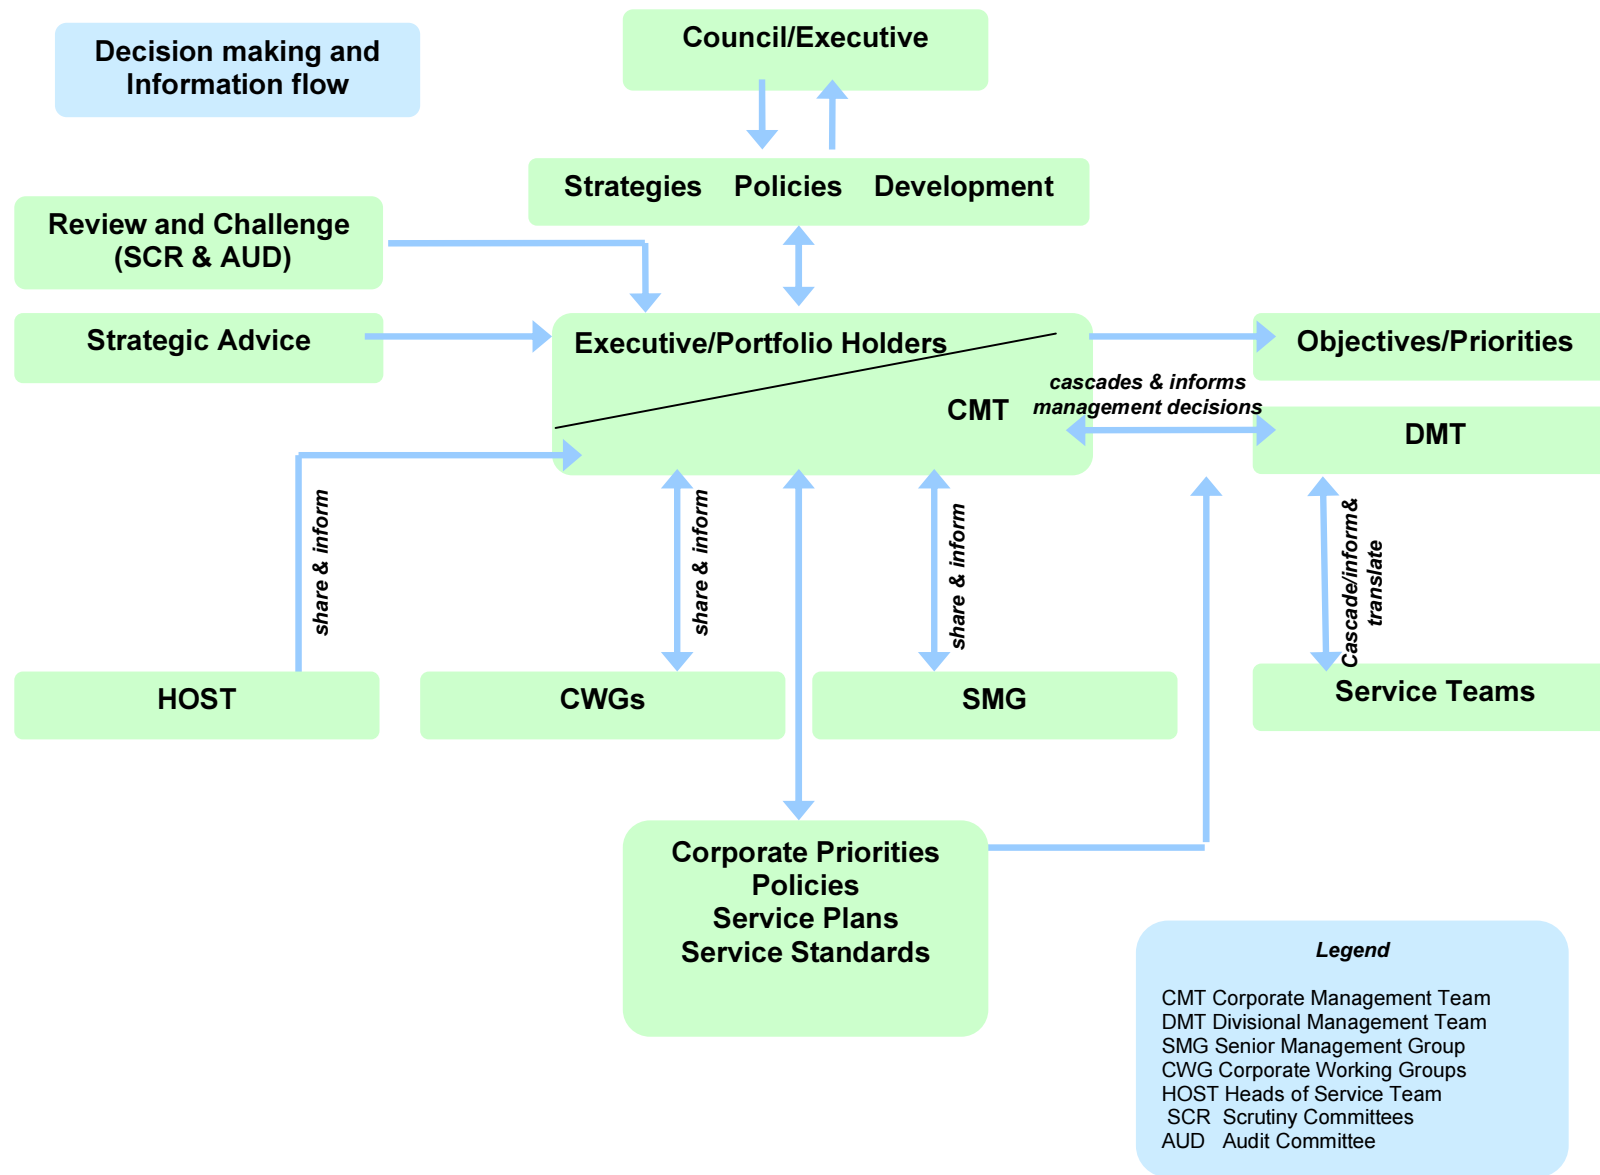 Decision making and
Information flow
Council/Executive
Strategies Policies Development
Review and Challenge
(SCR & AUD)
Strategic Advice
Executive/Portfolio Holders
CMT
cascades & informs
management decisions
Objectives/Priorities
DMT
share & inform
share & inform
share & inform
Cascade/inform&
translate
HOST
CWGs
SMG
Service Teams
Corporate Priorities
Policies
Service Plans
Service Standards
Legend
CMT Corporate Management Team
DMT Divisional Management Team
SMG Senior Management Group
CWG Corporate Working Groups
HOST Heads of Service Team
SCR Scrutiny Committees
AUD Audit Committee